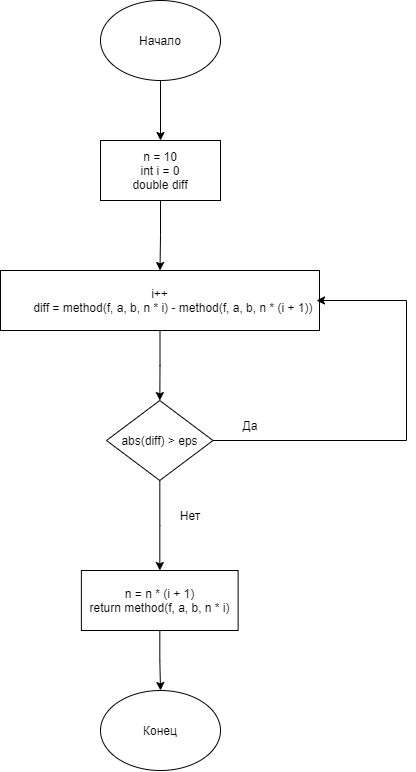 Начало
n = 10
int i = 0
double diff
i++
diff = method(f, a, b, n * i) - method(f, a, b, n * (i + 1))
abs(diff) > eps
Да
Нет
n = n * (i + 1)
return method(f, a, b, n * i)
Конец